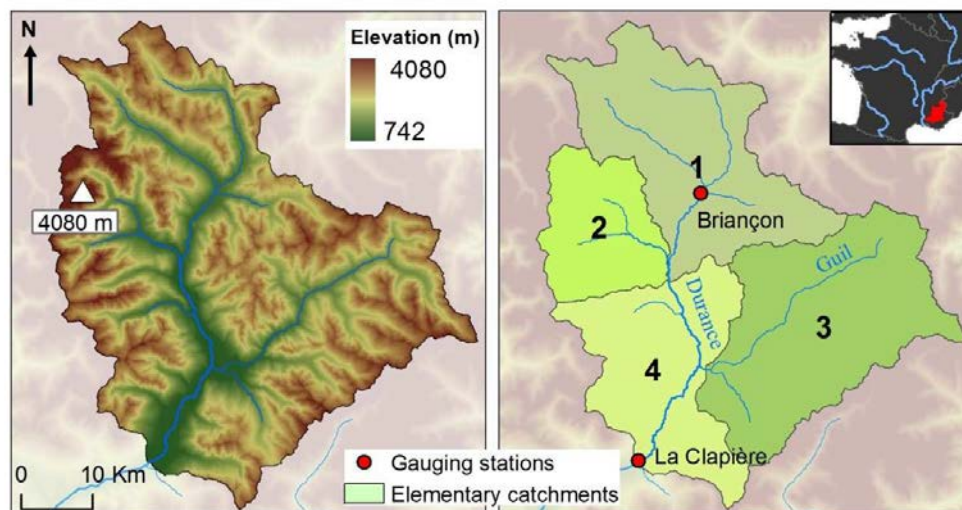 N
Elevation (m)
4080
742
4080 m
0 10 Km
1
Briançon
2
Guil
Durance
3
4
La Clapière
Gauging stations
Elementary catchments